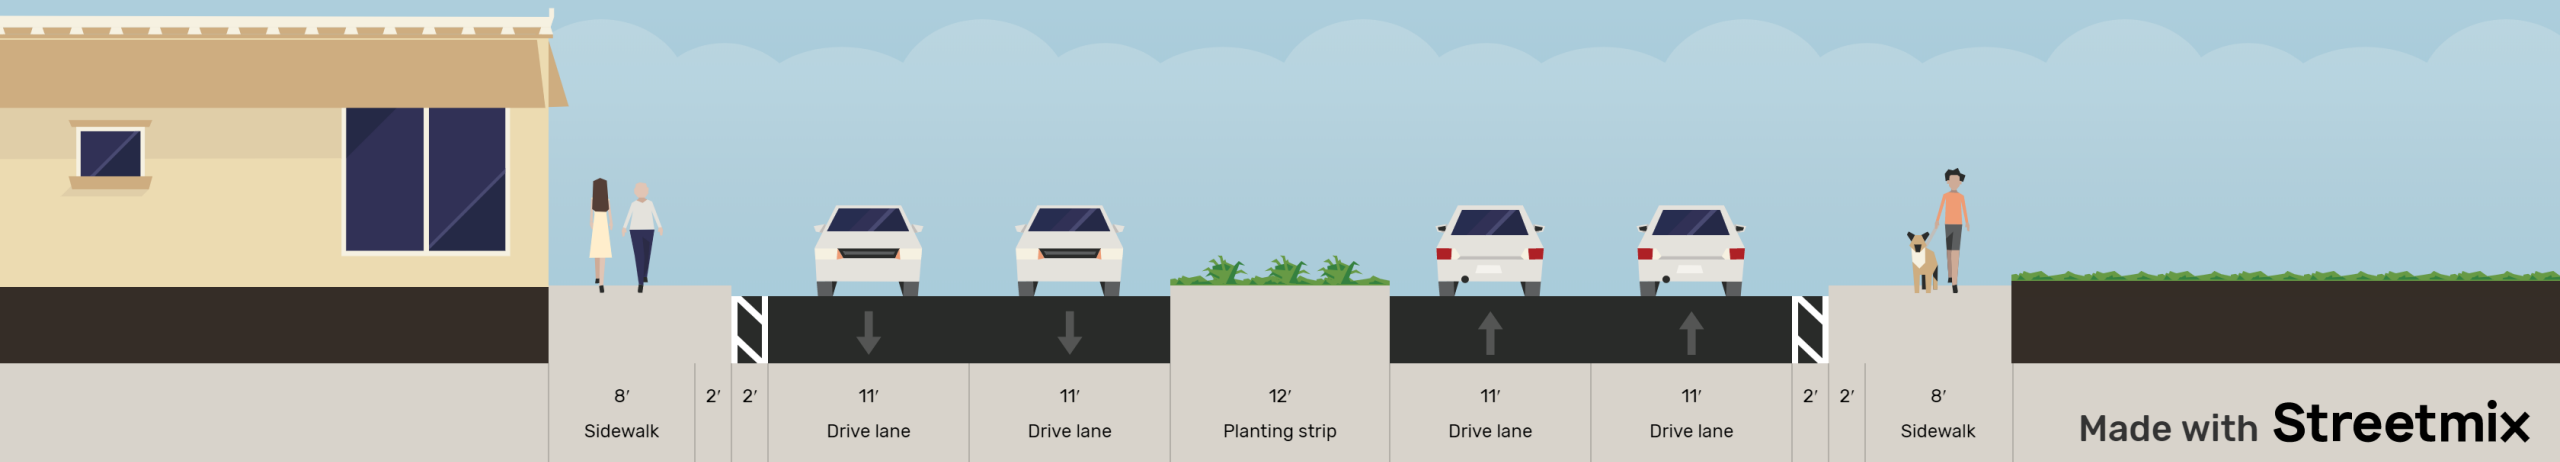 8′ 2′ 2′ 11′ 11′ 12′ 11′ 11′ 2′ 2′ 8′
Sidewalk Drive lane Drive lane Planting strip Drive lane Drive lane Sidewalk
Made with Streetmix